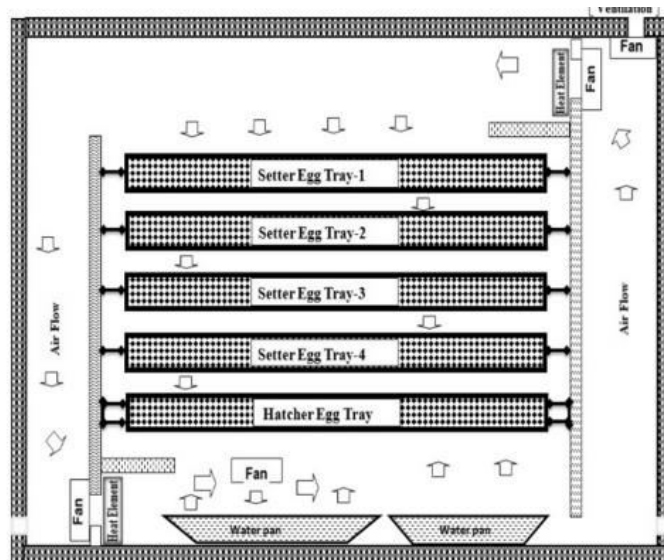 Ventilation
Fan
Heat Element
Fan
Setter Egg Tray-1
Setter Egg Tray-2
Setter Egg Tray-3
Setter Egg Tray-4
Hatcher Egg Tray
Air Flow
Air Flow
Fan
Fan
Heat Element
Water pan
Water pan